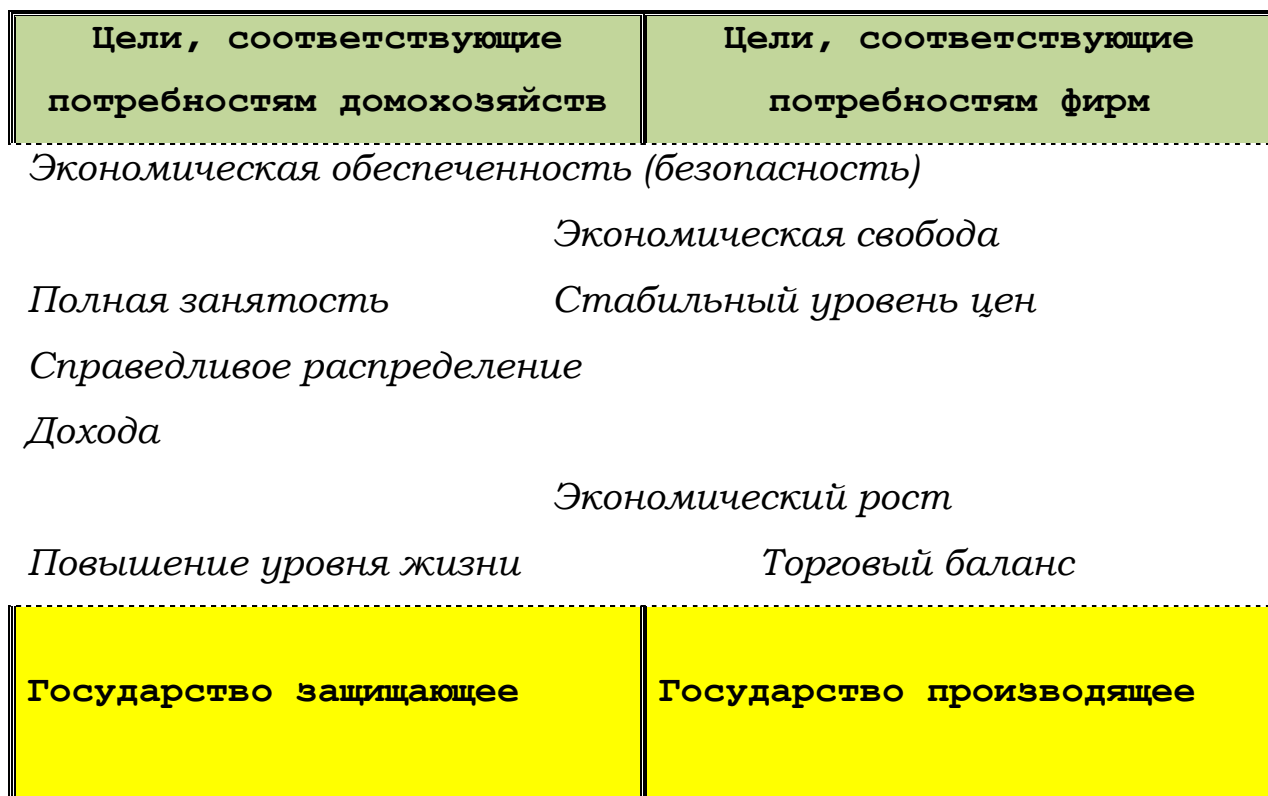 Цели, соответствующие
потребностям домохозяйств
Цели, соответствующие
потребностям фирм
Экономическая обеспеченность (безопасность)
Экономическая свобода
Полная занятость Стабильный уровень цен
Справедливое распределение
Дохода
Экономический рост
Повышение уровня жизни Торговый баланс
Государство защищающее
Государство производящее